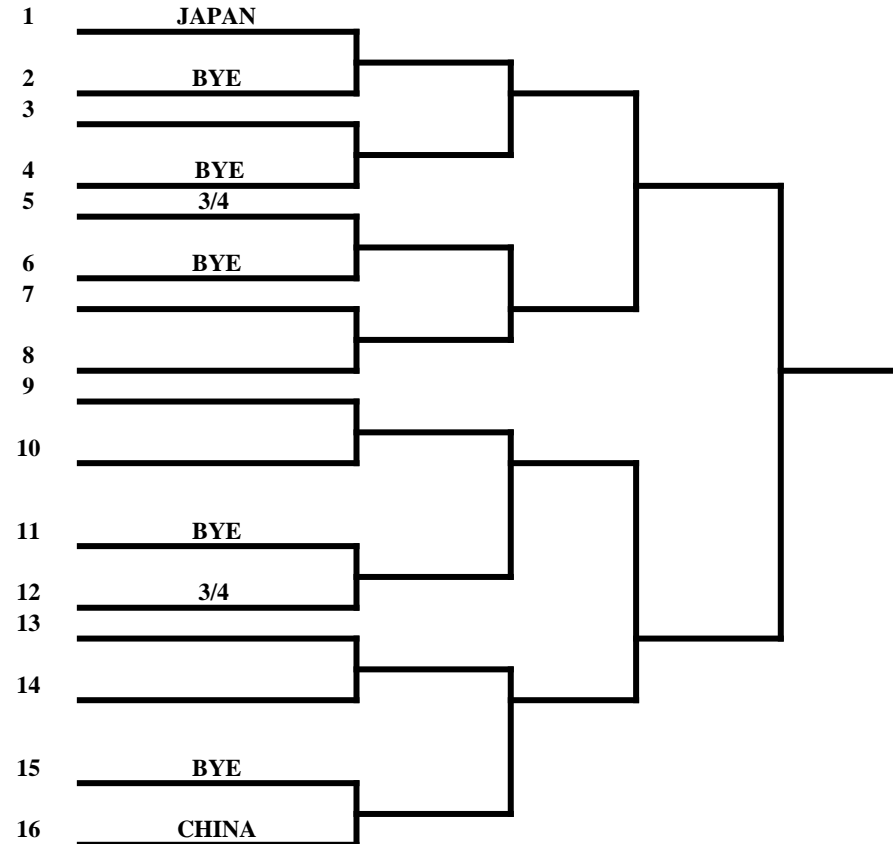 1 JAPAN
2 BYE
3
4 BYE
5 3/4
6 BYE
7
8
9
10
11 BYE
12 3/4
13
14
15 BYE
16 CHINA